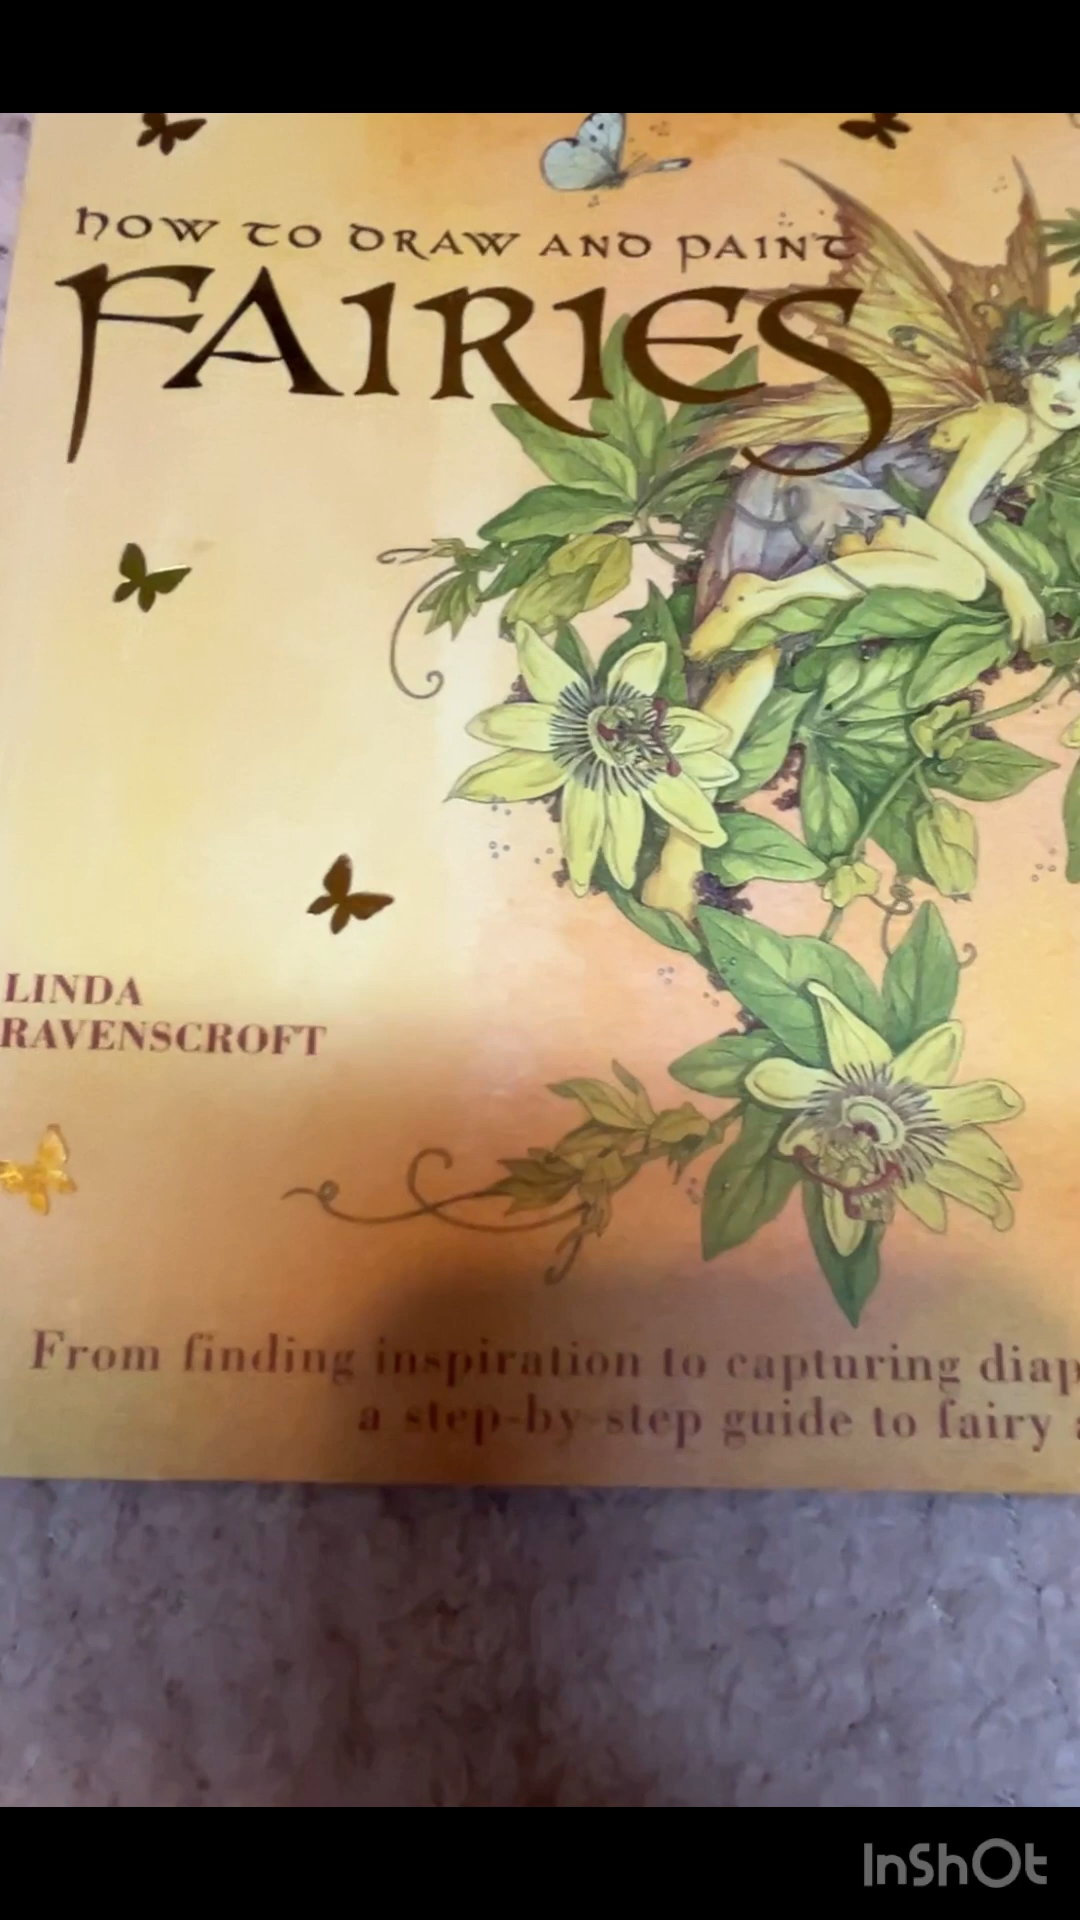 HOW TO DRAW AND PAINT
FAIRIES
LINDA
RAVENSCROFT
From finding inspiration to capturing
a step-by-step guide to fairy
InShOt